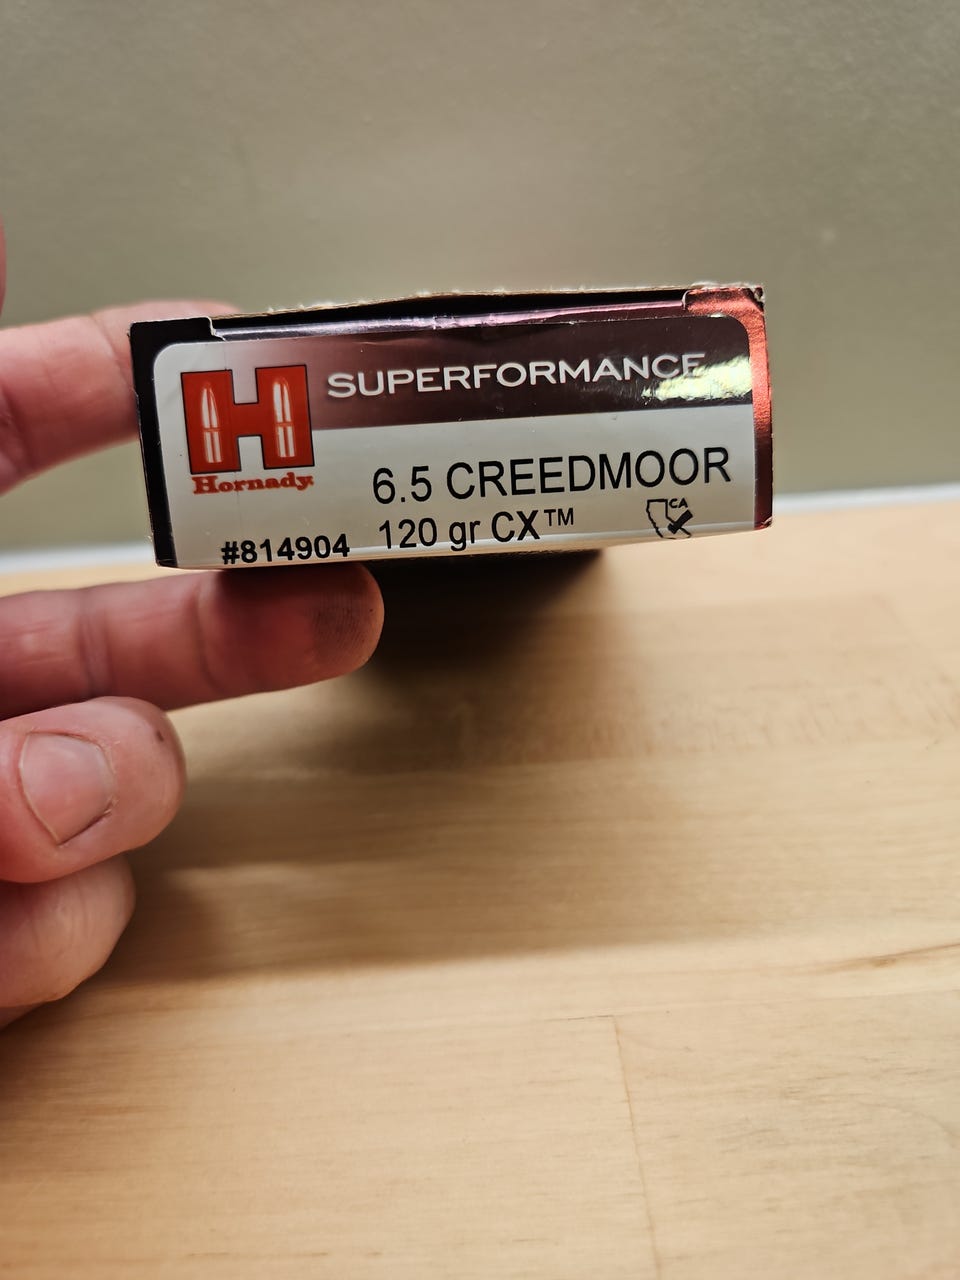 SUPERFORMANCE
H
Hornady
6.5 CREEDMOOR
120 gr CX™
CA
#814904